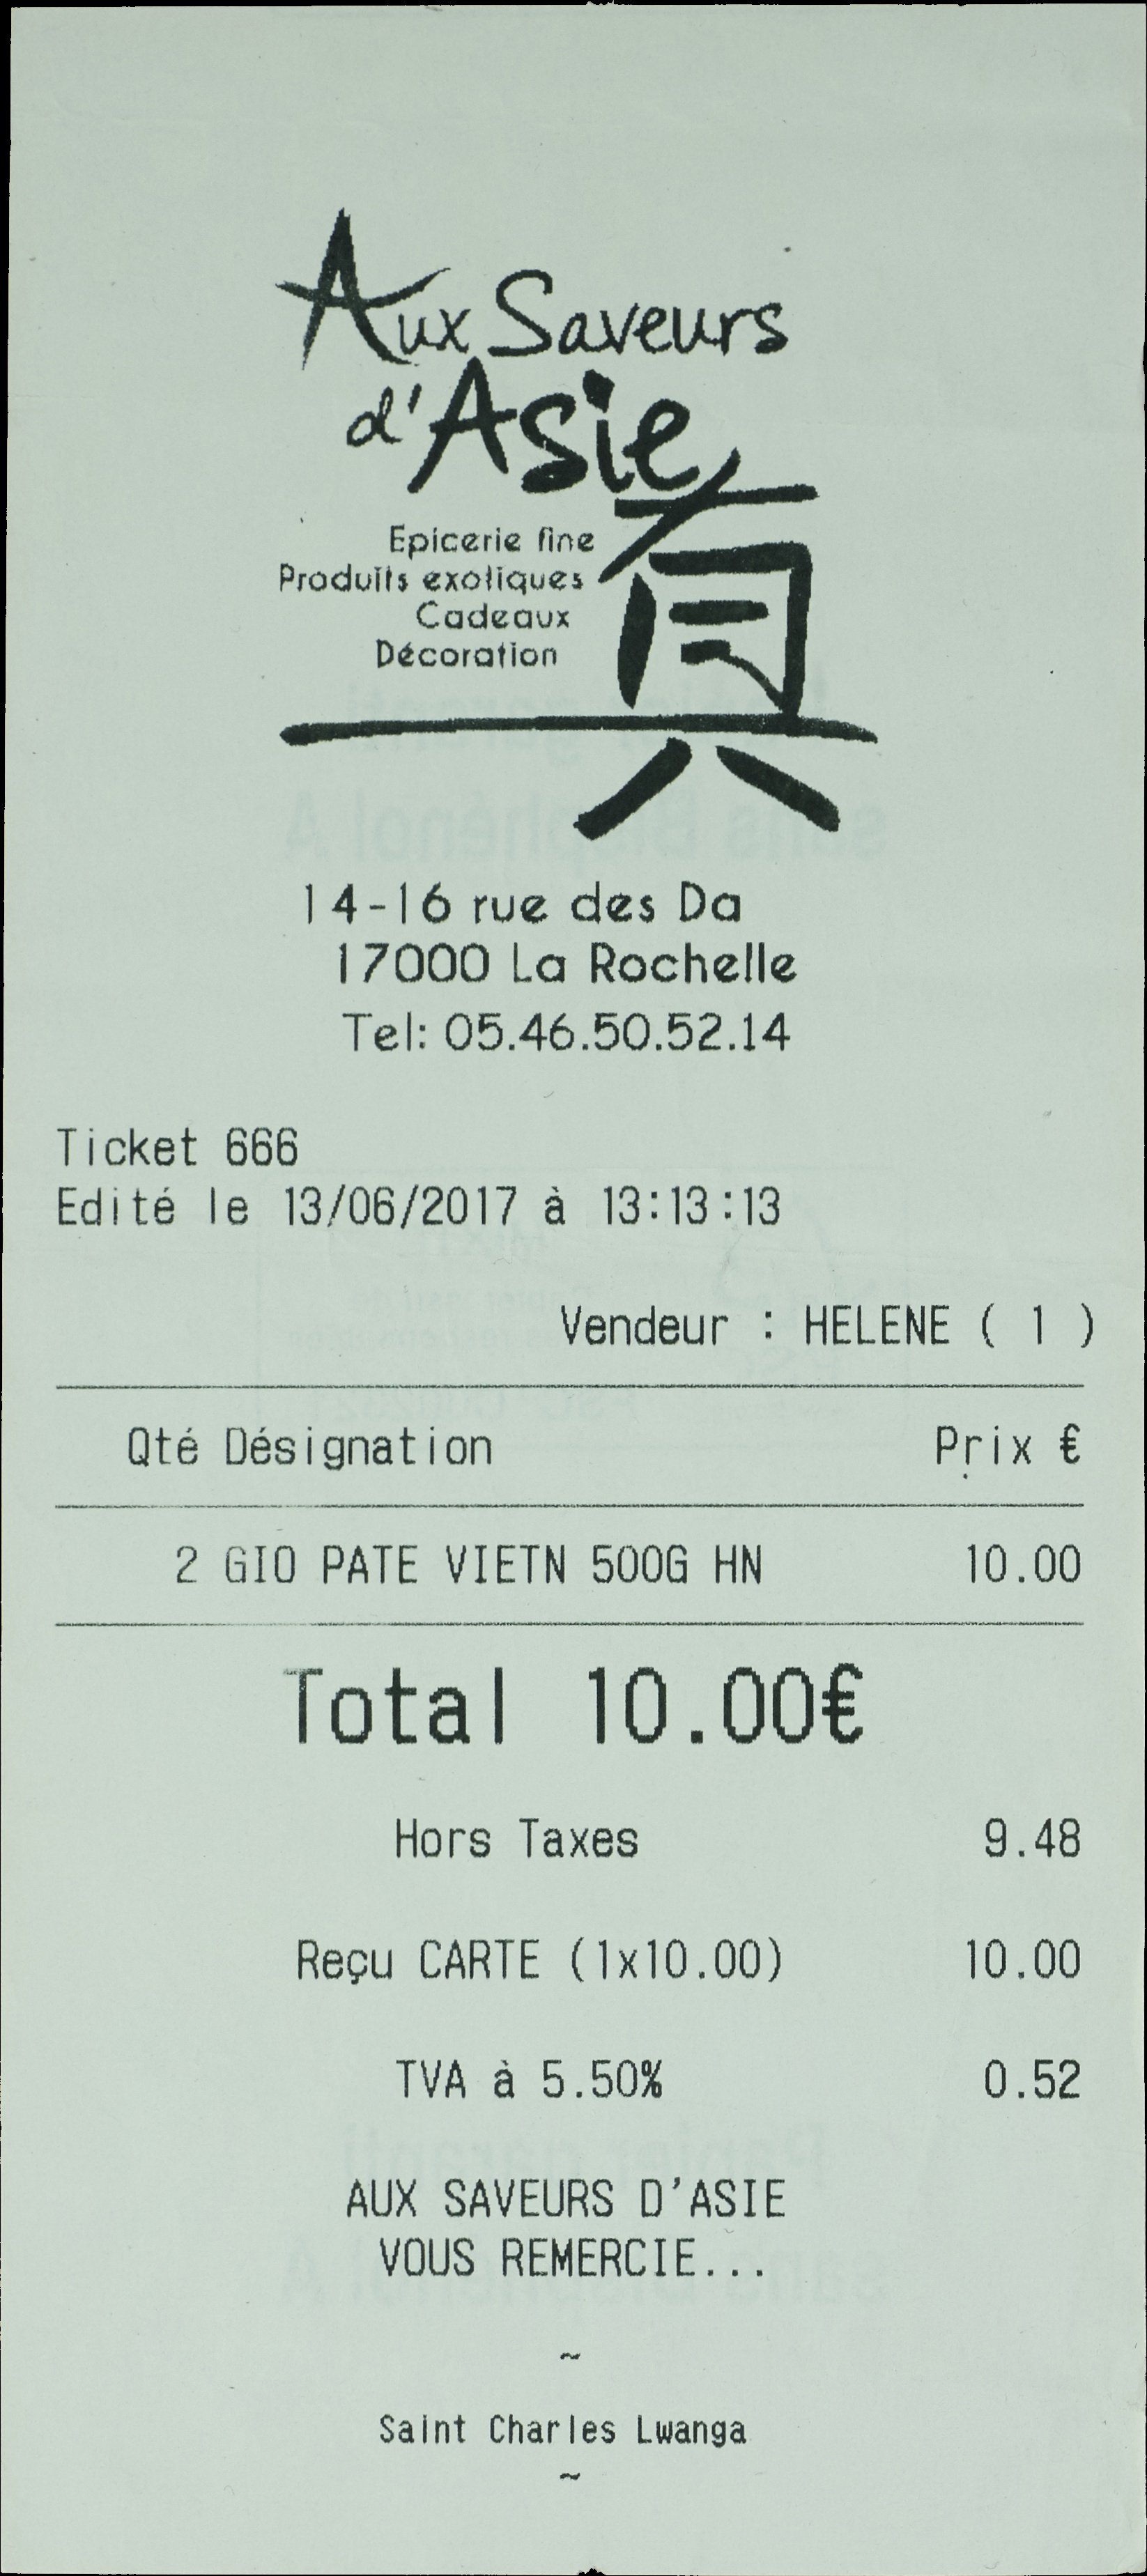 Aux Saveurs
d'Asie
Epicerie fine
Produits exotiques
Cadeaux
Décoration
14-16 rue des Da
17000 La Rochelle
Tel: 05.46.50.52.14
Ticket 666
Edité le 13/06/2017 à 13:13:13
Vendeur : HELENE ( 1 )
Qté Désignation Prix €
2 GIO PATE VIETN 500G HN 10.00
Total 10.00€
Hors Taxes 9.48
Reçu CARTE (1x10.00) 10.00
TVA à 5.50% 0.52
AUX SAVEURS D'ASIE
VOUS REMERCIE...
~
Saint Charles Lwanga
~